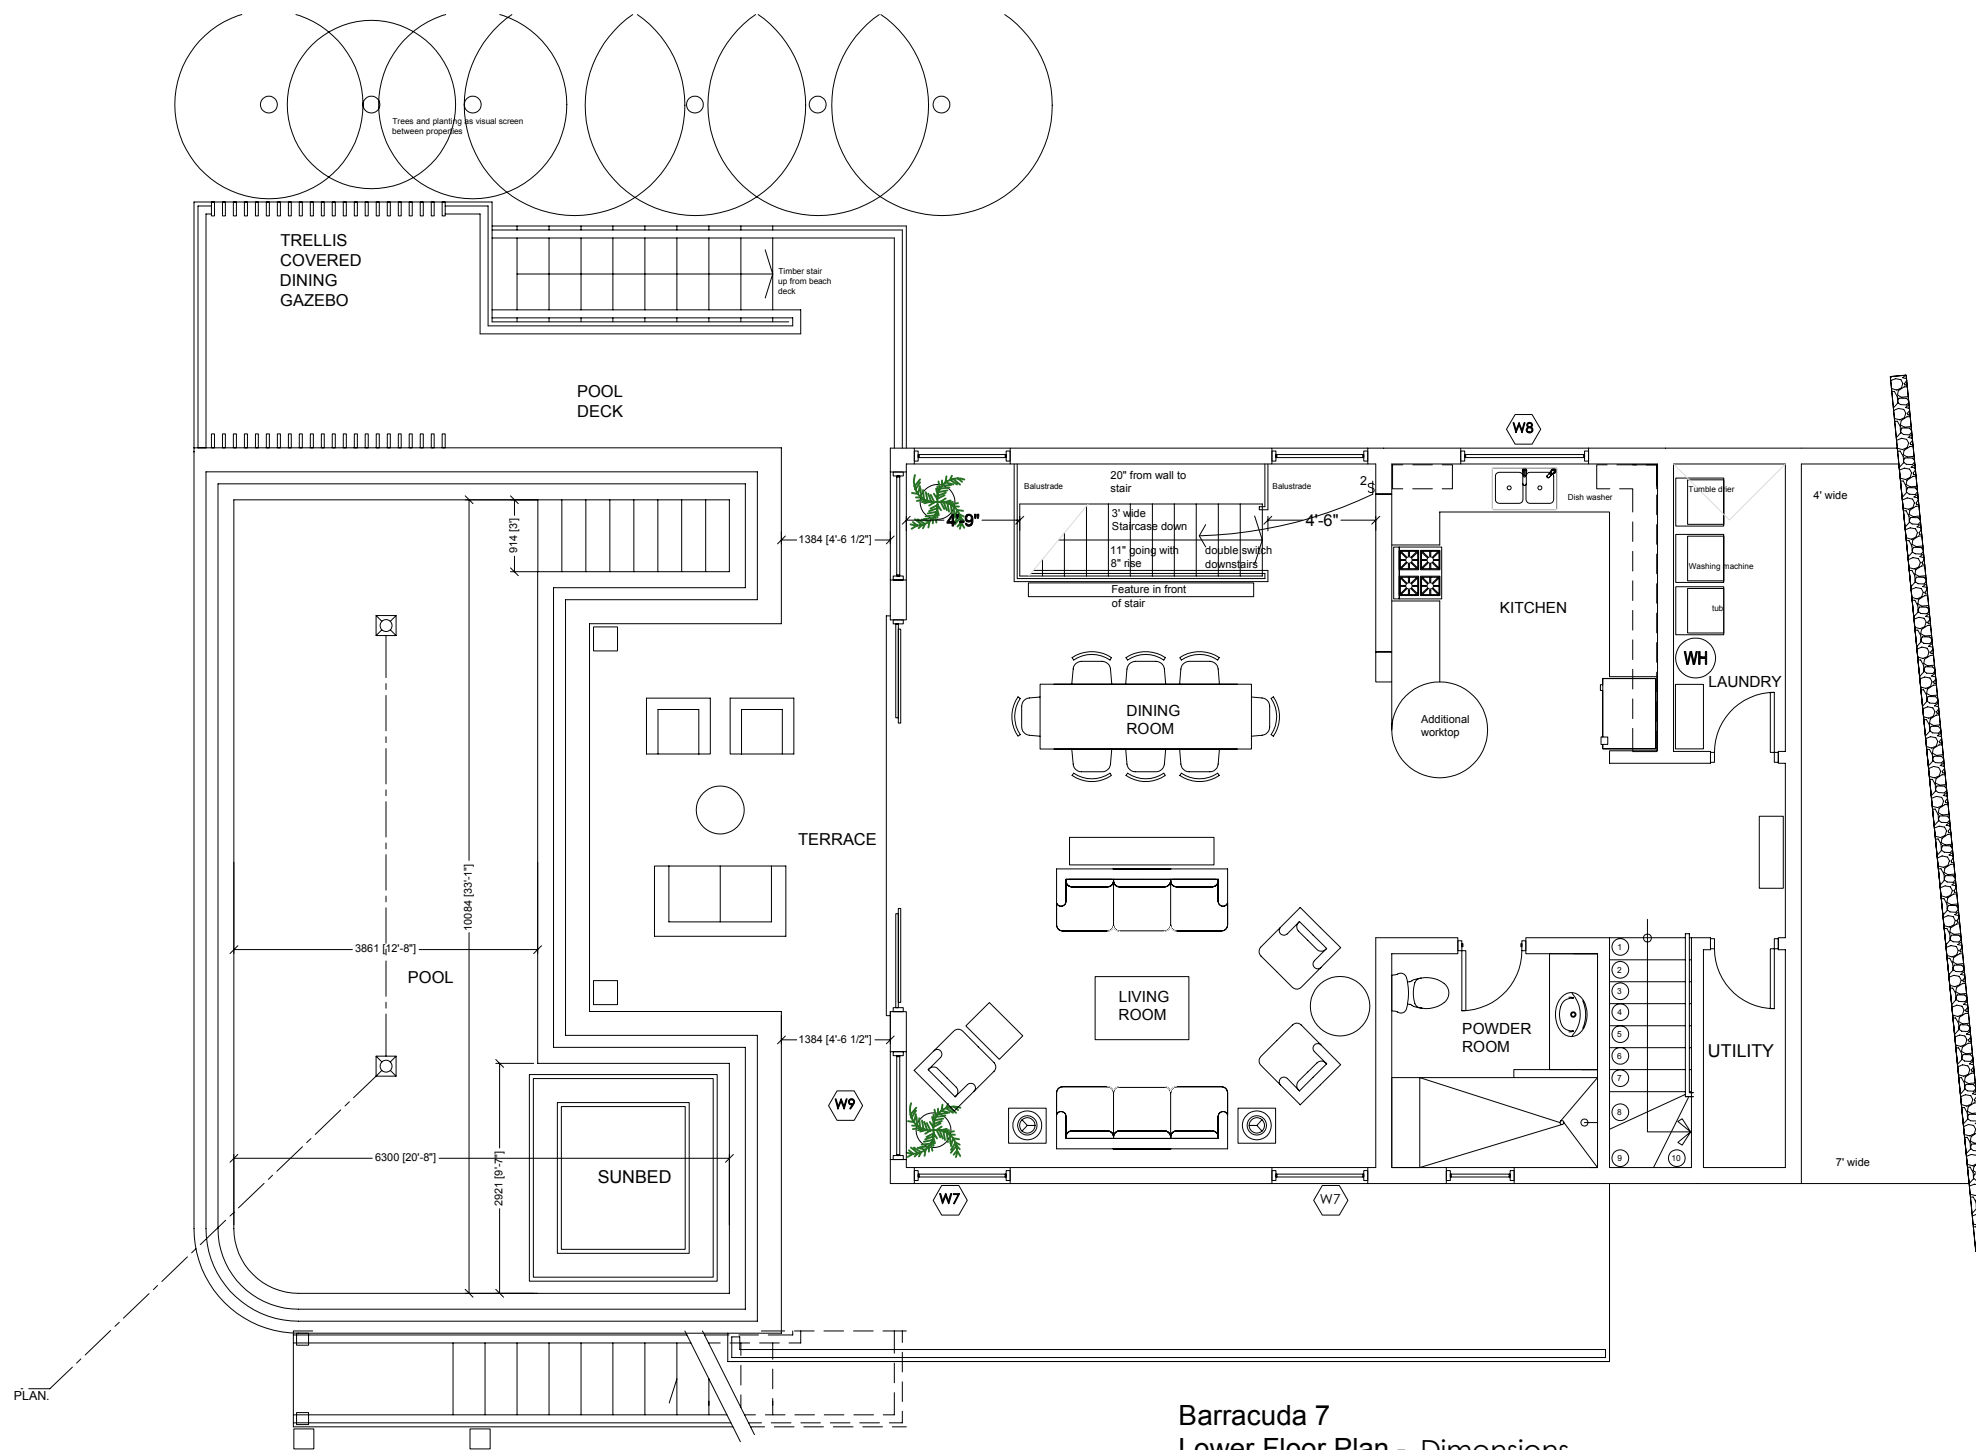 Trees and planting as visual screen
between properties
TRELLIS
COVERED
DINING
GAZEBO
Timber stair
up from beach
deck
POOL
DECK
W8
Balustrade
20" from wall to
stair
Balustrade
2
S
Dish washer
Tumble drier
4' wide
4'-9"
3' wide
Staircase down
4'-6"
914 [3']
1384 [4'-6 1/2"]
11" going with
8" rise
double switch
downstairs
Washing machine
Feature in front
of stair
KITCHEN
tub
WH
LAUNDRY
DINING
ROOM
Additional
worktop
TERRACE
10084 [33'-1"]
3861 [12'-8"]
POOL
LIVING
ROOM
1
2
3
4
5
6
7
8
9
10
POWDER
ROOM
UTILITY
1384 [4'-6 1/2"]
W9
6300 [20'-8"]
2921 [9'-7"]
SUNBED
7' wide
W7
W7
PLAN.
Barracuda 7
Lower Floor Plan - Dimensions